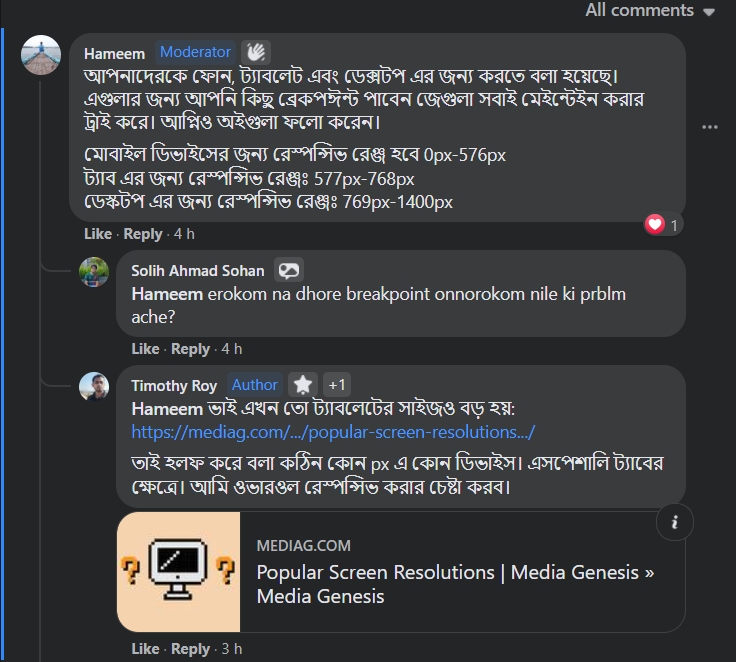 All comments
Hameem Moderator
আপনাদেরকে ফোন, ট্যাবলেট এবং ডেক্সটপ এর জন্য করতে বলা হয়েছে।
এগুলার জন্য আপনি কিছু ব্রেকপঈন্ট পাবেন জেগুলা সবাই মেইন্টেইন করার
ট্রাই করে। আপ্নিও অইগুলা ফলো করেন।
মোবাইল ডিভাইসের জন্য রেস্পন্সিভ রেঞ্জ হবে 0px-576px
ট্যাব এর জন্য রেস্পন্সিভ রেঞ্জঃ 577px-768px
ডেস্কটপ এর জন্য রেস্পন্সিভ রেঞ্জঃ 769px-1400px
1
Like · Reply · 4 h
Solih Ahmad Sohan
Hameem erokom na dhore breakpoint onnorokom nile ki prblm
ache?
Like · Reply · 4 h
Timothy Roy Author +1
Hameem ভাই এখন তো ট্যাবলেটের সাইজও বড় হয়:
https://mediag.com/.../popular-screen-resolutions.../
তাই হলফ করে বলা কঠিন কোন px এ কোন ডিভাইস। এসপেশালি ট্যাবের
ক্ষেত্রে। আমি ওভারওল রেস্পন্সিভ করার চেষ্টা করব।
MEDIAG.COM
Popular Screen Resolutions | Media Genesis »
Media Genesis
Like · Reply · 3 h